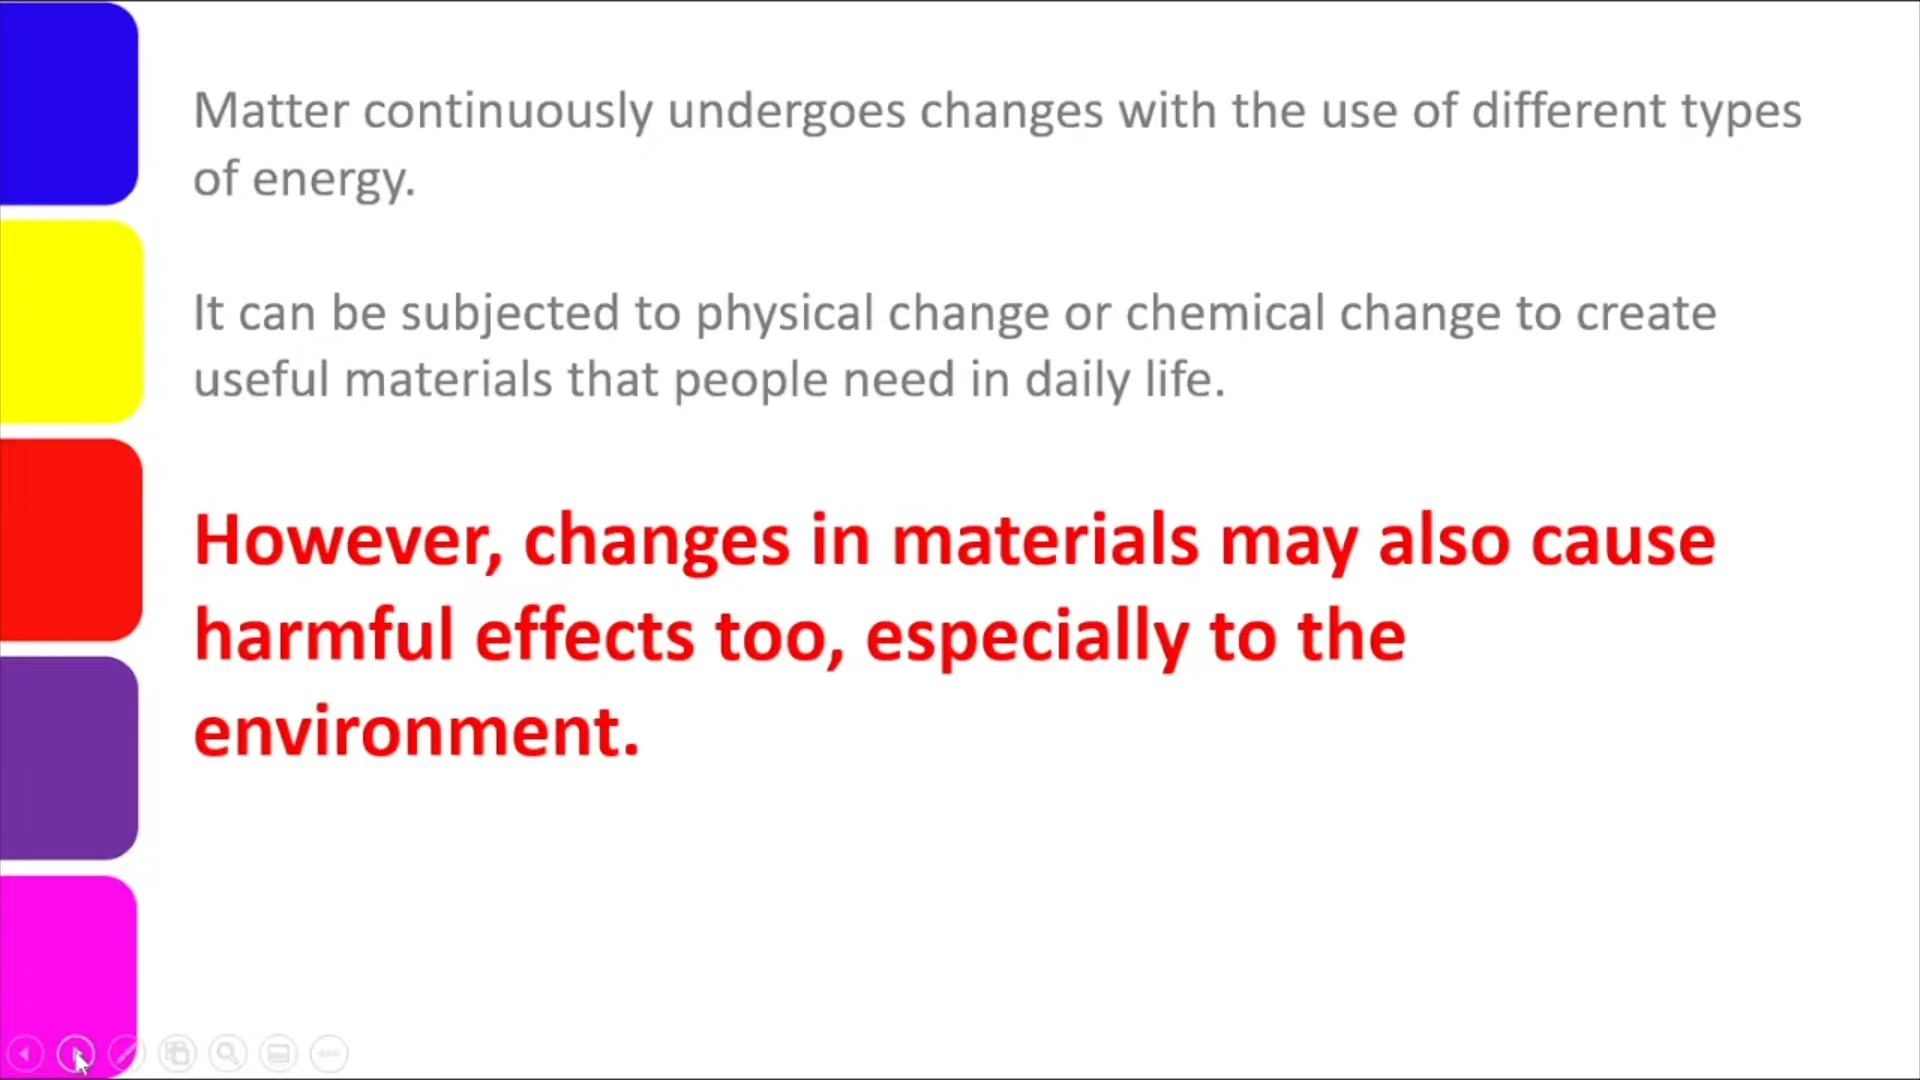 Matter continuously undergoes changes with the use of different types
of energy.
It can be subjected to physical change or chemical change to create
useful materials that people need in daily life.
However, changes in materials may also cause
harmful effects too, especially to the
environment.